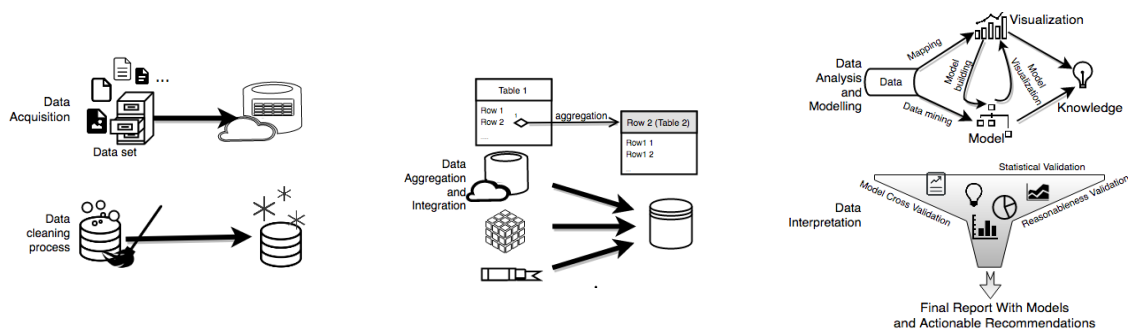 Data
Acquisition
...
Data set
Data
cleaning
process
Table 1
Row 1
Row 2
....
1
aggregation
Row 2 (Table 2)
Row1 1
Row1 2
Data
Aggregation
and
Integration
Data
Analysis
and
Modelling
Data
Mapping
Data mining
Model
building
Model
Visualization
Visualization
Model
Knowledge
Data
Interpretation
Statistical Validation
Model Cross Validation
Reasonableness Validation
M
Final Report With Models
and Actionable Recommendations